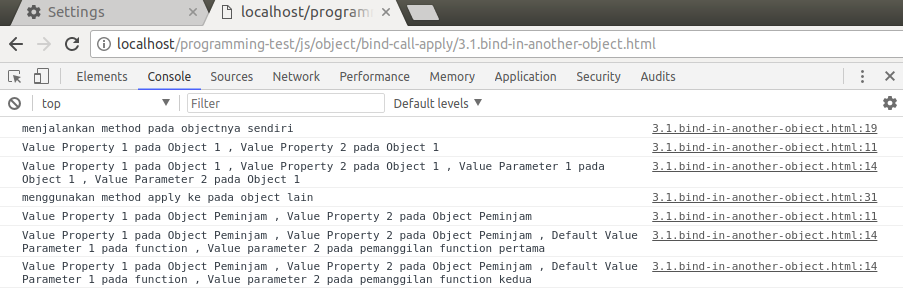 Settings
localhost/program
localhost/programming-test/js/object/bind-call-apply/3.1.bind-in-another-object.html
Elements Console Sources Network Performance Memory Application Security Audits
top Filter Default levels
menjalankan method pada objectnya sendiri 3.1.bind-in-another-object.html:19
Value Property 1 pada Object 1 , Value Property 2 pada Object 1 3.1.bind-in-another-object.html:11
Value Property 1 pada Object 1 , Value Property 2 pada Object 1 , Value Parameter 1 pada 3.1.bind-in-another-object.html:14
Object 1 , Value Parameter 2 pada Object 1
menggunakan method apply ke pada object lain 3.1.bind-in-another-object.html:31
Value Property 1 pada Object Peminjam , Value Property 2 pada Object Peminjam 3.1.bind-in-another-object.html:11
Value Property 1 pada Object Peminjam , Value Property 2 pada Object Peminjam , Default Value 3.1.bind-in-another-object.html:14
Parameter 1 pada function , Value parameter 2 pada pemanggilan function pertama
Value Property 1 pada Object Peminjam , Value Property 2 pada Object Peminjam , Default Value 3.1.bind-in-another-object.html:14
Parameter 1 pada function , Value parameter 2 pada pemanggilan function kedua